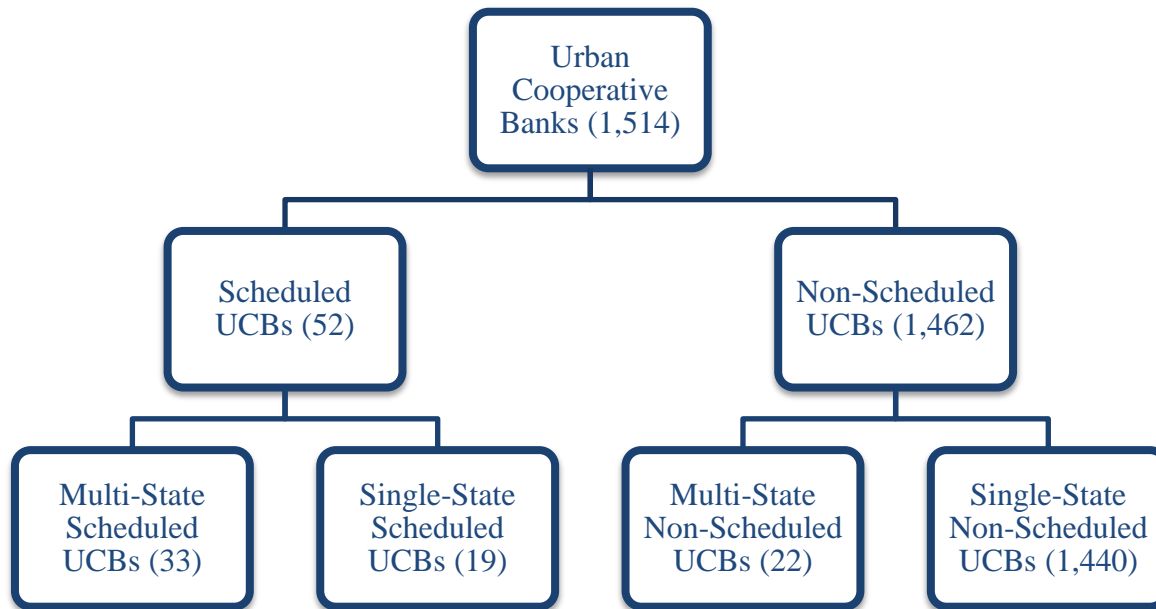 Urban
Cooperative
Banks (1,514)
Scheduled
UCBs (52)
Non-Scheduled
UCBs (1,462)
Multi-State
Scheduled
UCBs (33)
Single-State
Scheduled
UCBs (19)
Multi-State
Non-Scheduled
UCBs (22)
Single-State
Non-Scheduled
UCBs (1,440)